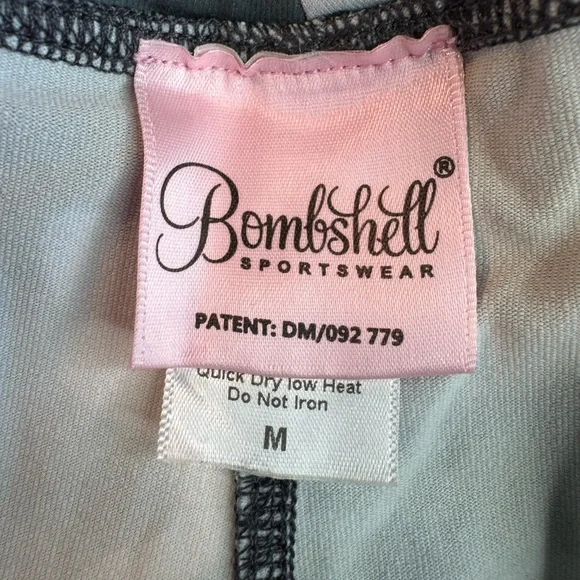 Bombshell®
SPORTSWEAR
PATENT: DM/092 779
Quick Dry low Heat
Do Not Iron
M